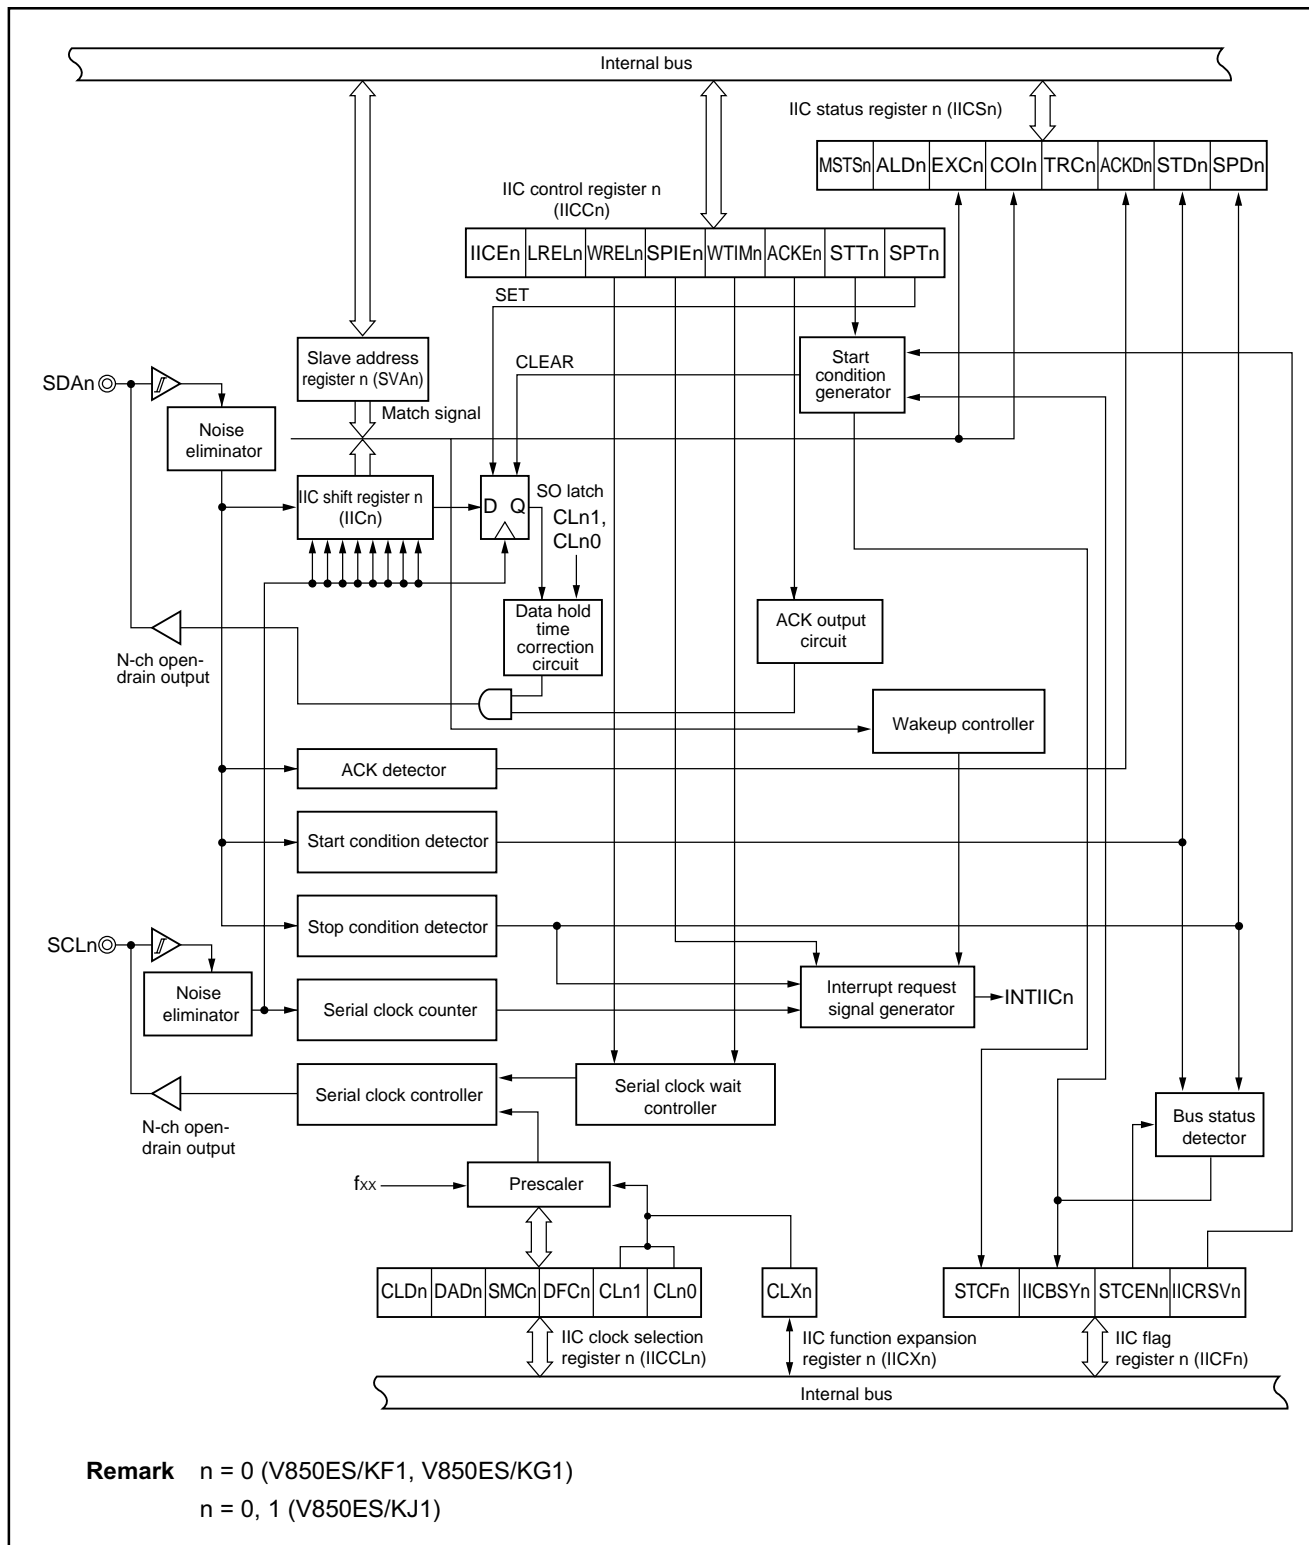 Internal bus
IIC status register n (IICSn)
MSTSn ALDn EXCn COIn TRCn ACKDn STDn SPDn
IIC control register n
(IICCn)
IICEn LRELn WRELn SPIEn WTIMn ACKEn STTn SPTn
SET
Slave address
register n (SVAn)
CLEAR
Start
condition
generator
SDAn
Match signal
Noise
eliminator
IIC shift register n
(IICn)
D Q
SO latch
CLn1,
CLn0
Data hold
time
correction
circuit
ACK output
circuit
N-ch open-
drain output
Wakeup controller
ACK detector
Start condition detector
Stop condition detector
SCLn
Noise
eliminator
Serial clock counter
Interrupt request
signal generator
INTIICn
Serial clock controller
Serial clock wait
controller
N-ch open-
drain output
Bus status
detector
fxx
Prescaler
CLDn DADn SMCn DFCn CLn1 CLn0
CLXn
STCFn IICBSYn STCENn IICRSVn
IIC clock selection
register n (IICCLn)
IIC function expansion
register n (IICXn)
IIC flag
register n (IICFn)
Internal bus
Remark n = 0 (V850ES/KF1, V850ES/KG1)
n = 0, 1 (V850ES/KJ1)